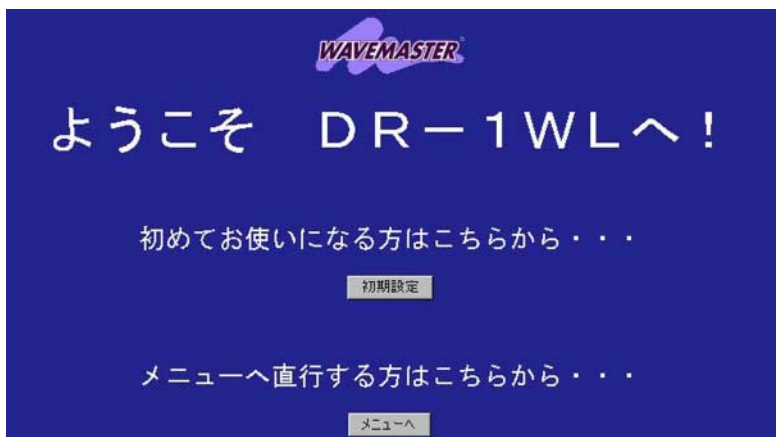 WAVEMASTER
ようこそ　ＤＲ－１ＷＬへ！
初めてお使いになる方はこちらから・・・
初期設定
メニューへ直行する方はこちらから・・・
メニューへ